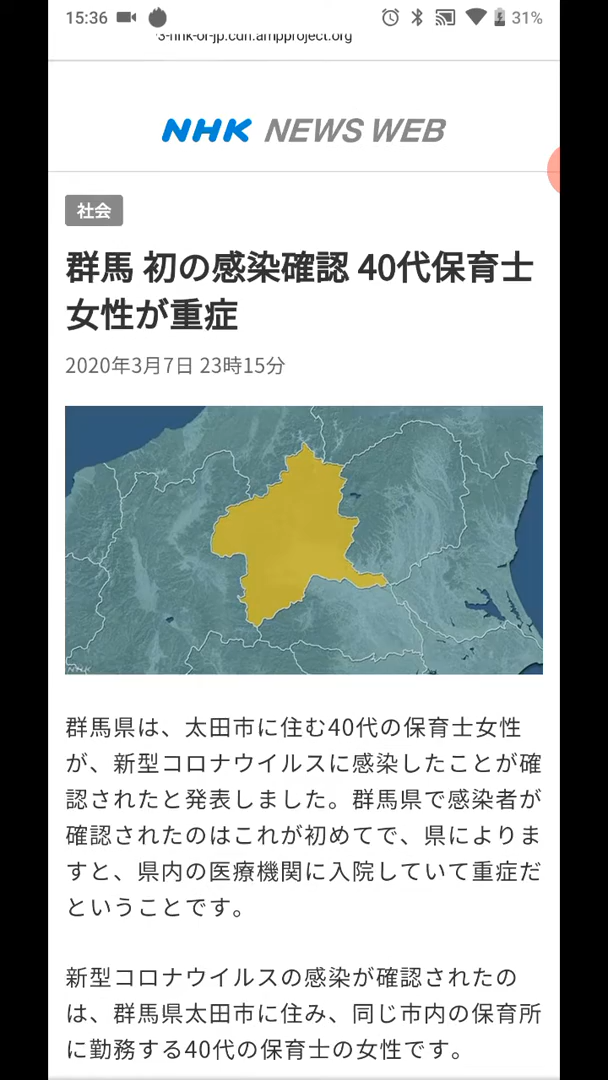 15:36
31%
3-nhk-or-jp.cdn.ampproject.org
NHK NEWS WEB
社会
群馬 初の感染確認 40代保育士
女性が重症
2020年3月7日 23時15分
NHK
群馬県は、太田市に住む40代の保育士女性
が、新型コロナウイルスに感染したことが確
認されたと発表しました。群馬県で感染者が
確認されたのはこれが初めてで、県によりま
すと、県内の医療機関に入院していて重症だ
ということです。
新型コロナウイルスの感染が確認されたの
は、群馬県太田市に住み、同じ市内の保育所
に勤務する40代の保育士の女性です。